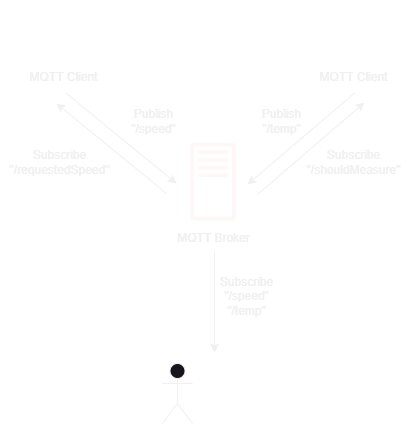 MQTT Client
MQTT Client
Publish
"/speed"
Publish
"/temp"
Subscribe
"/requestedSpeed"
Subscribe
"/shouldMeasure"
MQTT Broker
Subscribe
"/speed"
"/temp"